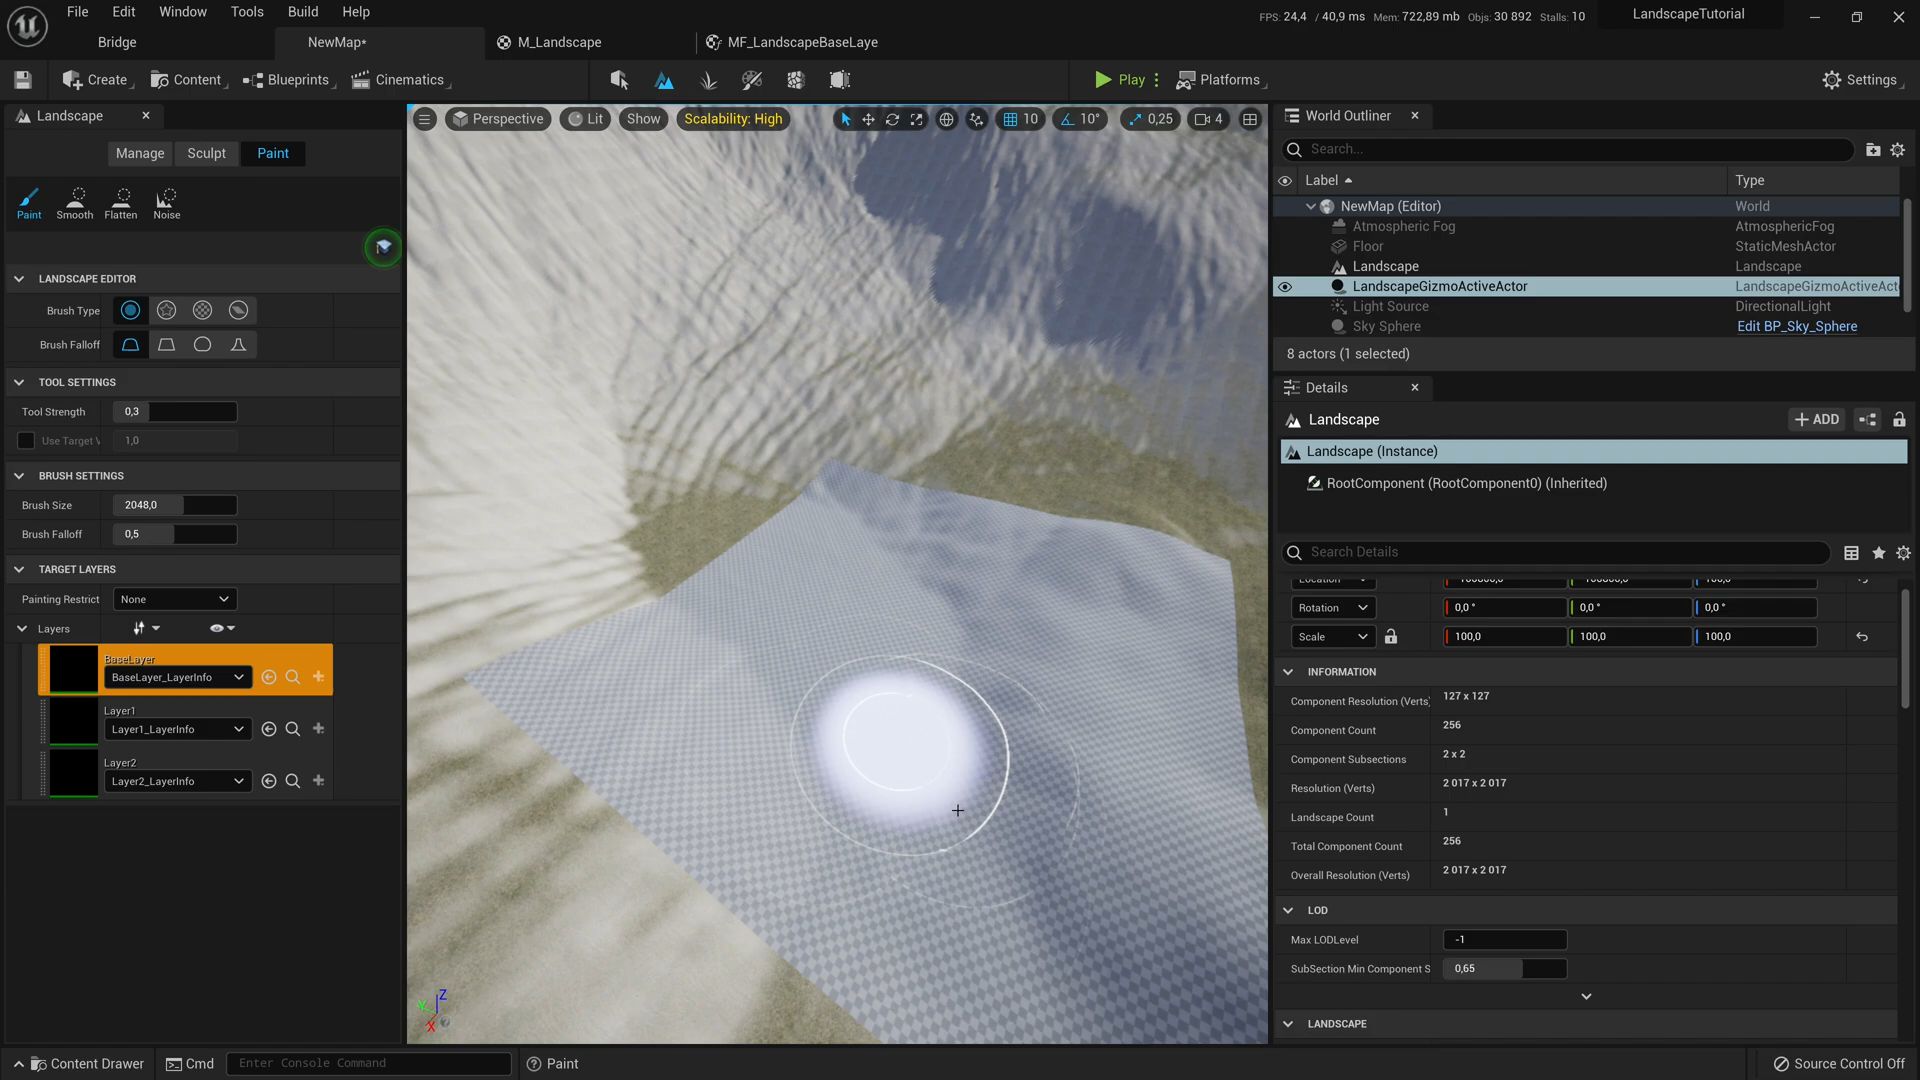 File Edit Window Tools Build Help
FPS: 24,4 / 40,9 ms Mem: 722,89 mb Objs: 30 892 Stalls: 10
LandscapeTutorial
Bridge
NewMap*
M_Landscape
MF_LandscapeBaseLaye
Create
Content
Blueprints
Cinematics
Play
Platforms
Settings
Landscape
Manage
Sculpt
Paint
Paint
Smooth
Flatten
Noise
LANDSCAPE EDITOR
Brush Type
Brush Falloff
TOOL SETTINGS
Tool Strength 0,3
Use Target V 1,0
BRUSH SETTINGS
Brush Size 2048,0
Brush Falloff 0,5
TARGET LAYERS
Painting Restrict None
Layers
BaseLayer
BaseLayer_LayerInfo
Layer1
Layer1_LayerInfo
Layer2
Layer2_LayerInfo
Perspective
Lit
Show
Scalability: High
10
10°
0,25
4
Z
Y
X
World Outliner
Search...
Label Type
NewMap (Editor) World
Atmospheric Fog AtmosphericFog
Floor StaticMeshActor
Landscape Landscape
LandscapeGizmoActiveActor LandscapeGizmoActiveAct
Light Source DirectionalLight
Sky Sphere Edit BP_Sky_Sphere
8 actors (1 selected)
Details
Landscape
ADD
Landscape (Instance)
RootComponent (RootComponent0) (Inherited)
Search Details
Rotation 0,0 ° 0,0 ° 0,0 °
Scale 100,0 100,0 100,0
INFORMATION
Component Resolution (Verts) 127 x 127
Component Count 256
Component Subsections 2 x 2
Resolution (Verts) 2 017 x 2 017
Landscape Count 1
Total Component Count 256
Overall Resolution (Verts) 2 017 x 2 017
LOD
Max LODLevel -1
SubSection Min Component S 0,65
LANDSCAPE
Content Drawer
Cmd
Enter Console Command
Paint
Source Control Off